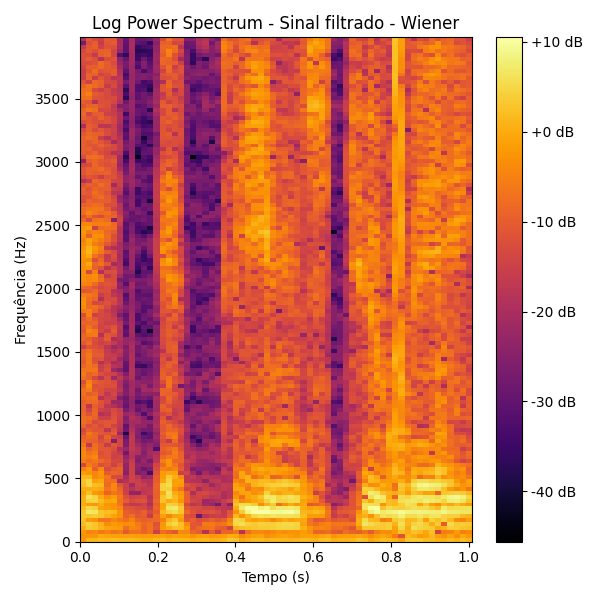 Log Power Spectrum - Sinal filtrado - Wiener
+10 dB
+0 dB
-10 dB
-20 dB
-30 dB
-40 dB
Frequência (Hz)
3500
3000
2500
2000
1500
1000
500
0
0.0 0.2 0.4 0.6 0.8 1.0
Tempo (s)